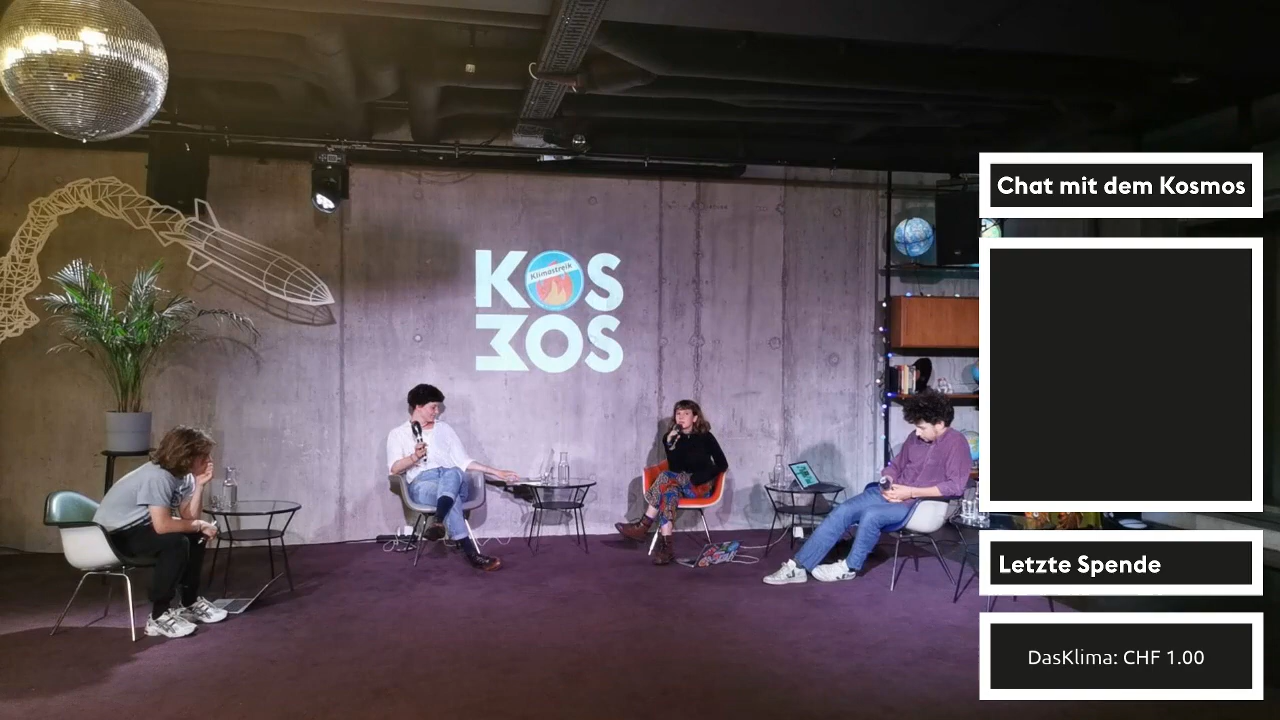 KOS
Klimastreik
MOS
Chat mit dem Kosmos
Letzte Spende
DasKlima: CHF 1.00